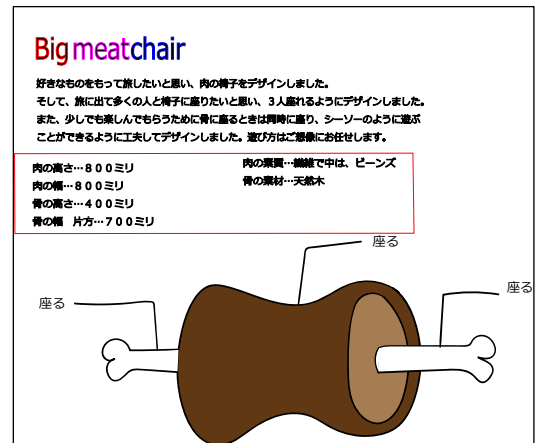 Big meatchair
好きなものをもって旅したいと思い、肉の椅子をデザインしました。
そして、旅に出て多くの人と椅子に座りたいと思い、３人座れるようにデザインしました。
また、少しでも楽しんでもらうために骨に座るときは同時に座り、シーソーのように遊ぶ
ことができるように工夫してデザインしました。遊び方はご想像にお任せします。
肉の高さ…８００ミリ
肉の幅…８００ミリ
骨の高さ…４００ミリ
骨の幅　片方…７００ミリ
肉の素質…繊維で中は、ビーンズ
骨の素材…天然木
座る
座る
座る